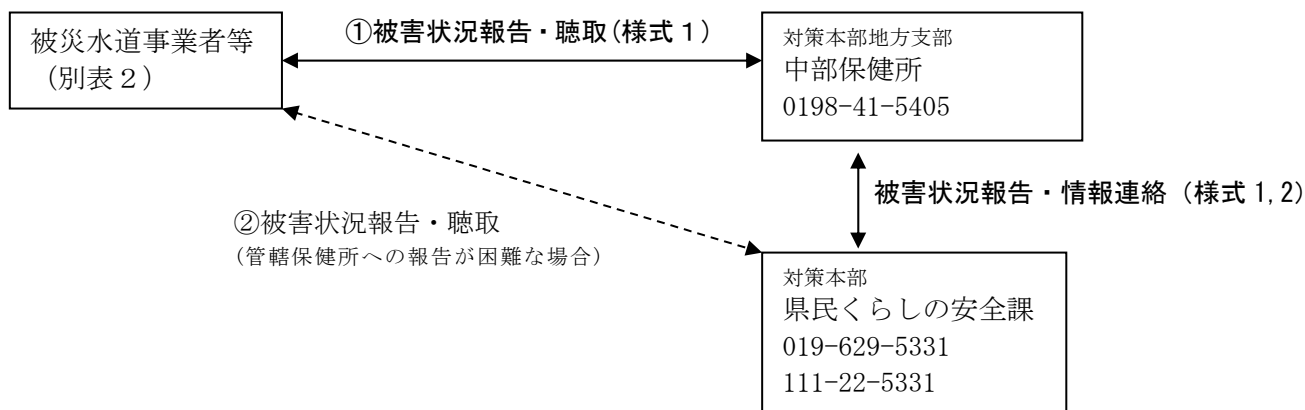 被災水道事業者等
（別表２）
①被害状況報告・聴取(様式１)
対策本部地方支部
中部保健所
0198-41-5405
被害状況報告・情報連絡（様式1,2)
②被害状況報告・聴取
(管轄保健所への報告が困難な場合)
対策本部
県民くらしの安全課
019-629-5331
111-22-5331